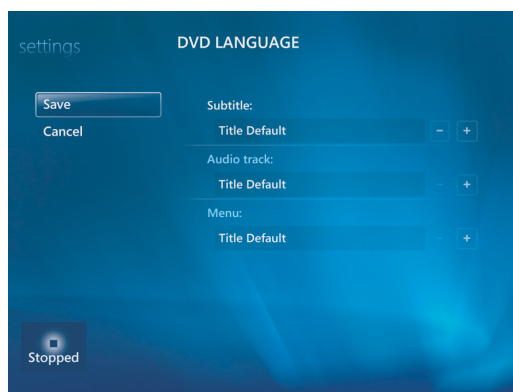 settings
DVD LANGUAGE
Save
Cancel
Subtitle:
Title Default
- +
Audio track:
Title Default
- +
Menu:
Title Default
- +
Stopped